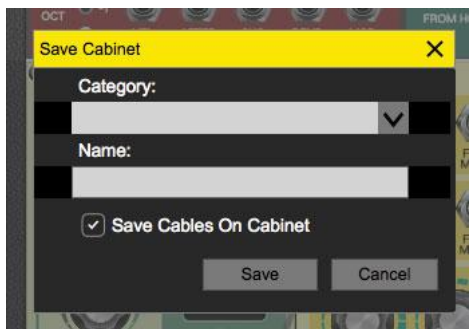 OCT
FROM H
Save Cabinet
Category:
Name:
Save Cables On Cabinet
Save Cancel